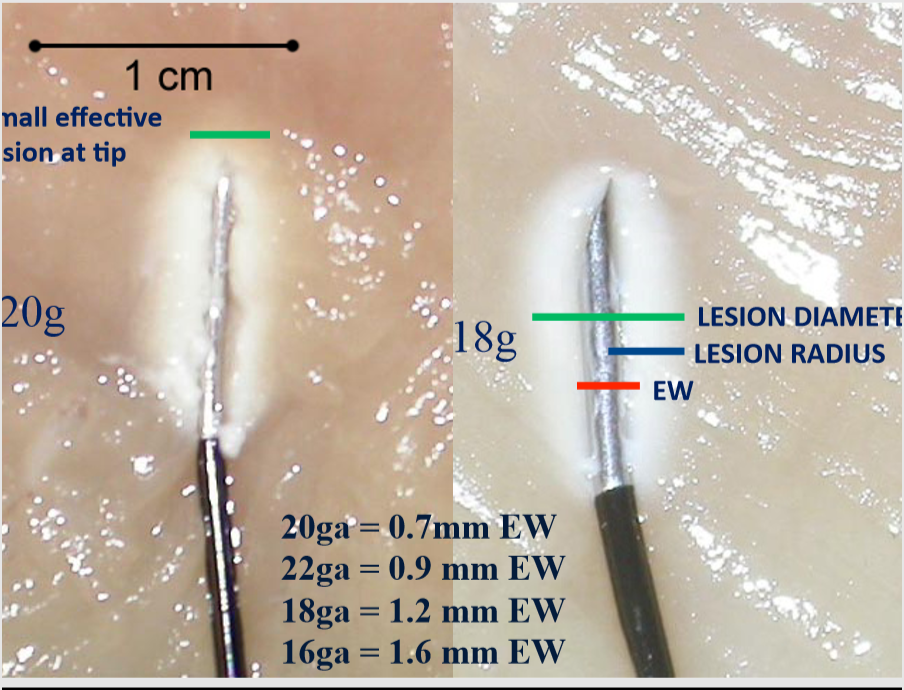 1 cm
mall effective
sion at tip
20g
18g
LESION DIAMETE
LESION RADIUS
EW
20ga = 0.7mm EW
22ga = 0.9 mm EW
18ga = 1.2 mm EW
16ga = 1.6 mm EW